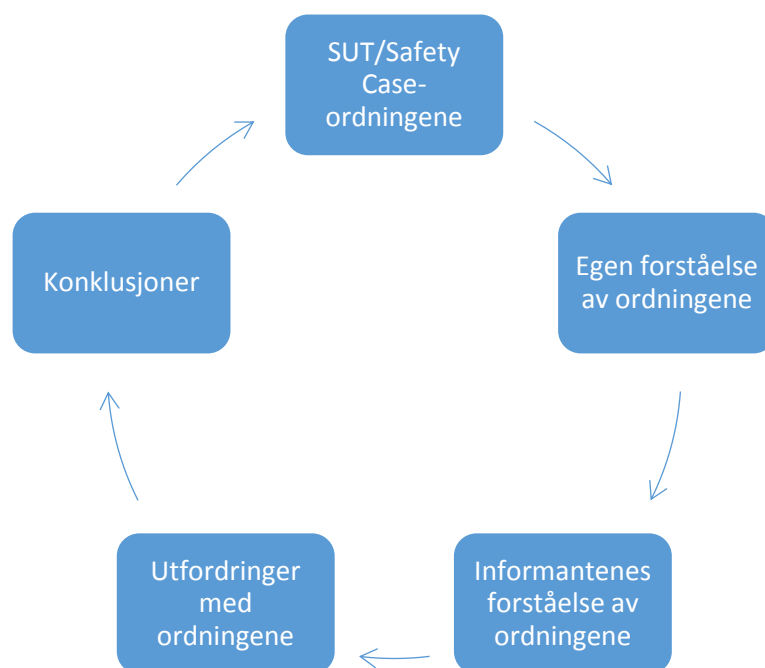 SUT/Safety
Case-
ordningene
Egen forståelse
av ordningene
Informantenes
forståelse av
ordningene
Utfordringer
med
ordningene
Konklusjoner